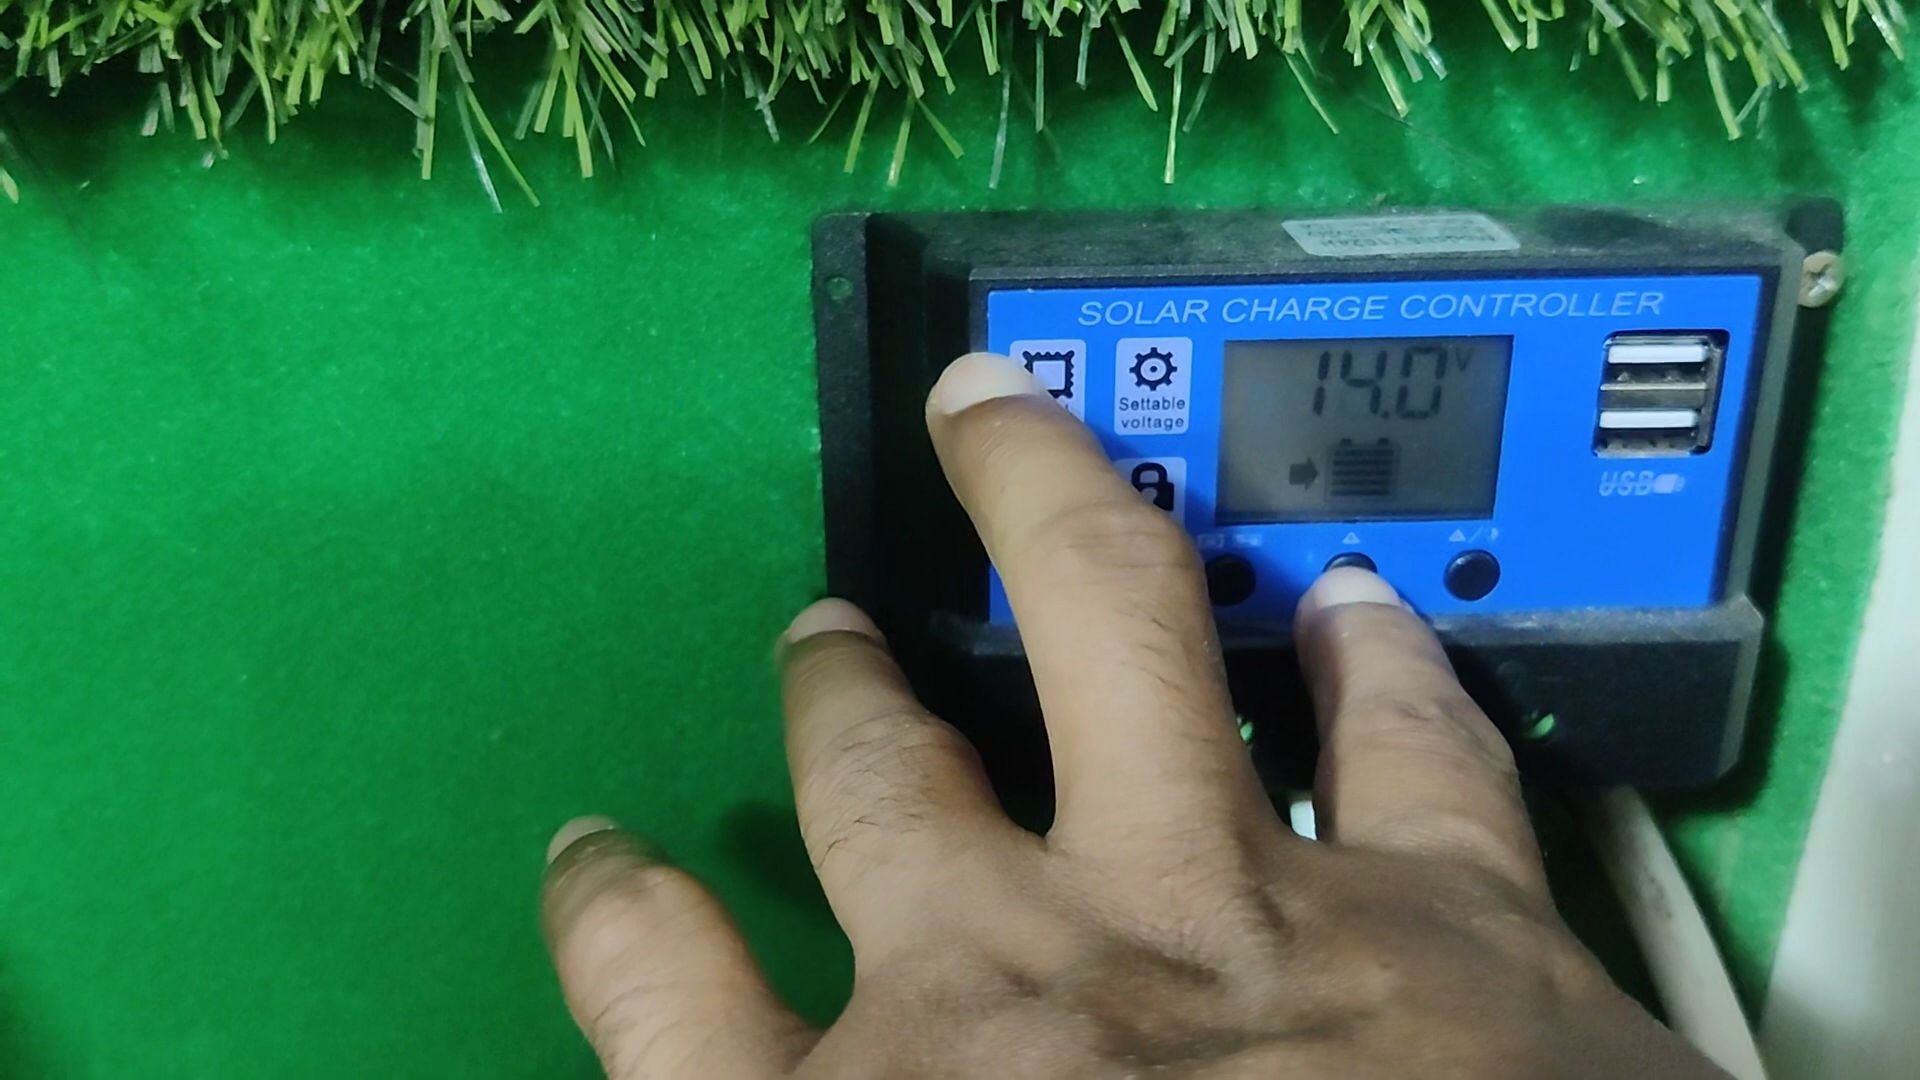 SOLAR CHARGE CONTROLLER
14.0V
Settable
voltage
USB